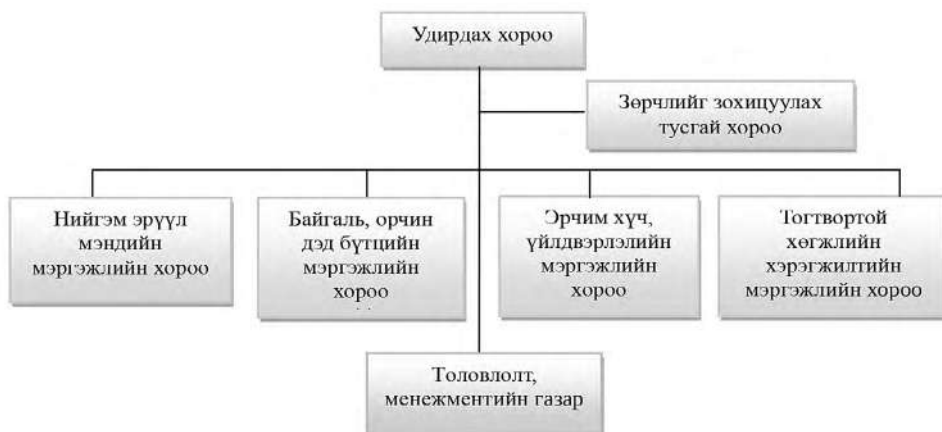 Удирдах хороо
Зөрчлийг зохицуулах
тусгай хороо
Нийгэм эрүүл
мэндийн
мэргэжлийн хороо
Байгаль, орчин
дэд бүтцийн
мэргэжлийн
хороо
Эрчим хүч,
үйлдвэрлэлийн
мэргэжлийн
хороо
Тогтвортой
хөгжлийн
хэрэгжилтийн
мэргэжлийн хороо
Төловлолт,
менежментийн газар